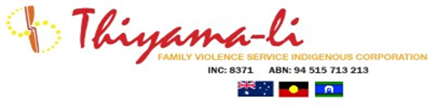 Thiyama-li
FAMILY VIOLENCE SERVICE INDIGENOUS CORPORATION
INC: 8371 ABN: 94 515 713 213